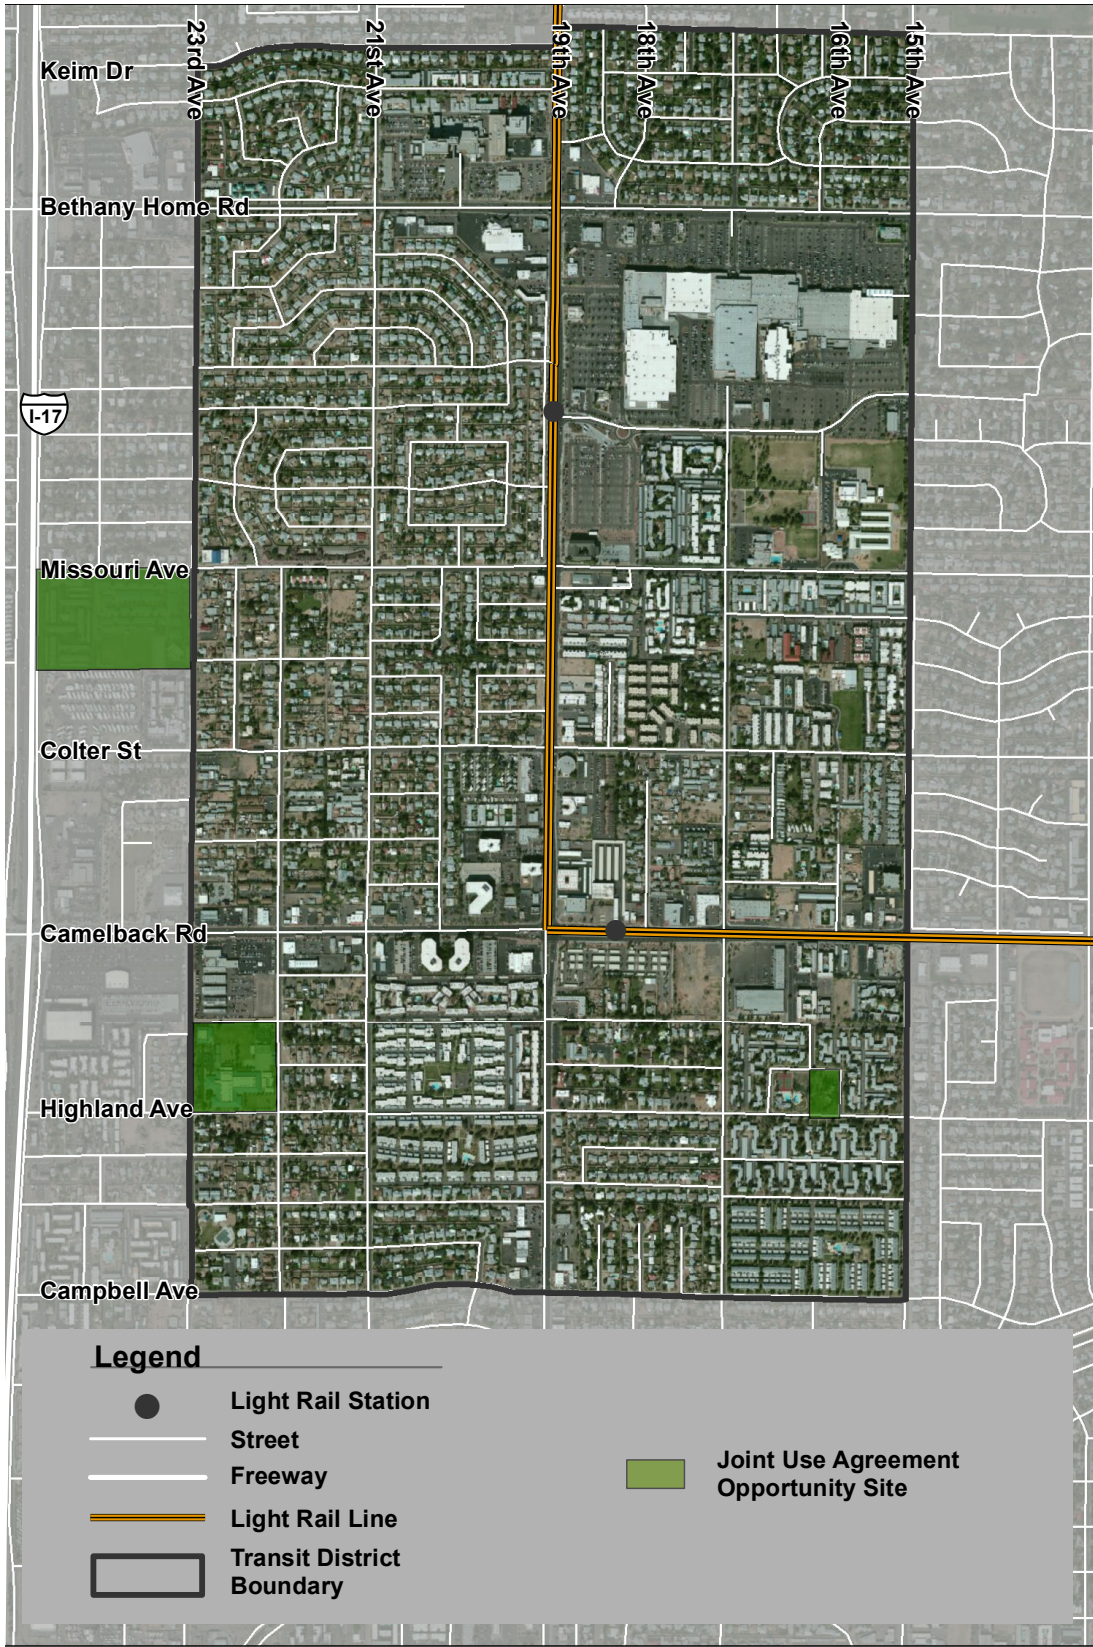 23rd Ave
21st Ave
19th Ave
18th Ave
16th Ave
15th Ave
Keim Dr
Bethany Home Rd
I-17
Missouri Ave
Colter St
Camelback Rd
Highland Ave
Campbell Ave
Legend
Light Rail Station
Street
Freeway
Light Rail Line
Transit District
Boundary
Joint Use Agreement
Opportunity Site